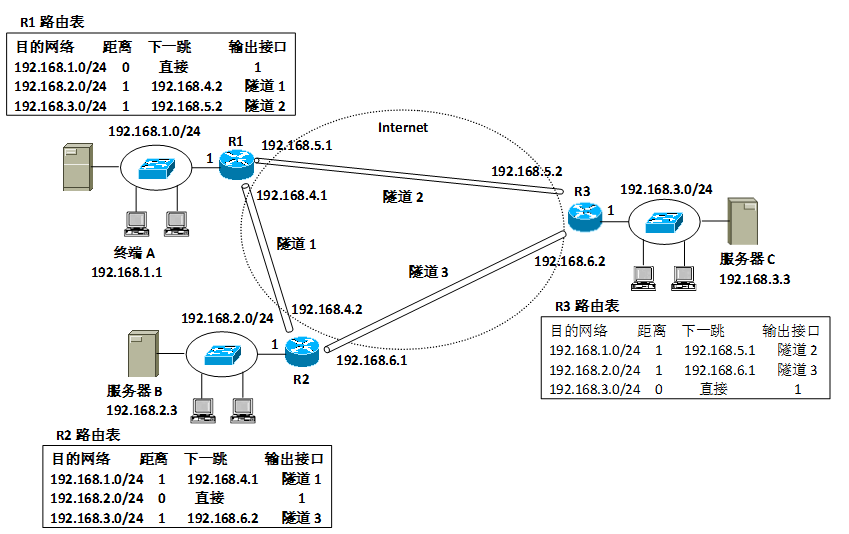 R1 路由表
目的网络 距离 下一跳 输出接口
192.168.1.0/24 0 直接 1
192.168.2.0/24 1 192.168.4.2 隧道 1
192.168.3.0/24 1 192.168.5.2 隧道 2
192.168.1.0/24
R1
1
192.168.5.1
192.168.4.1
Internet
192.168.5.2
隧道 2
R3
1
192.168.3.0/24
终端 A
192.168.1.1
隧道 1
隧道 3
192.168.6.2
服务器 C
192.168.3.3
192.168.2.0/24
192.168.4.2
1
R2
192.168.6.1
服务器 B
192.168.2.3
R3 路由表
目的网络 距离 下一跳 输出接口
192.168.1.0/24 1 192.168.5.1 隧道 2
192.168.2.0/24 1 192.168.6.1 隧道 3
192.168.3.0/24 0 直接 1
R2 路由表
目的网络 距离 下一跳 输出接口
192.168.1.0/24 1 192.168.4.1 隧道 1
192.168.2.0/24 0 直接 1
192.168.3.0/24 1 192.168.6.2 隧道 3